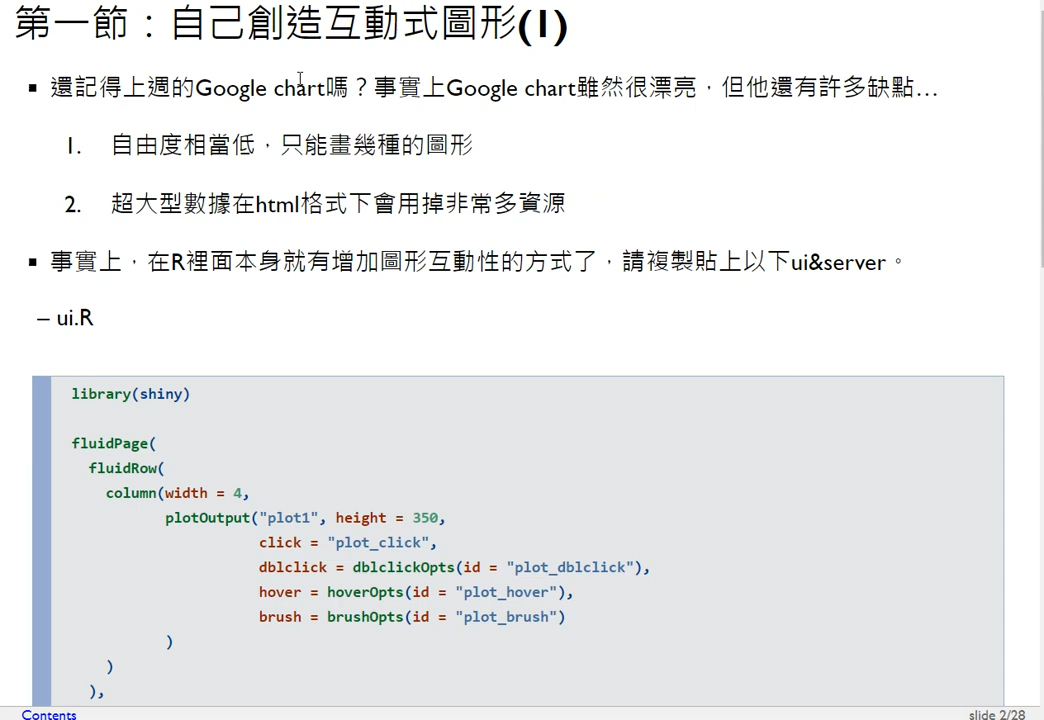 第一節：自己創造互動式圖形(1)
▪ 還記得上週的Google chart嗎？事實上Google chart雖然很漂亮，但他還有許多缺點…
1. 自由度相當低，只能畫幾種的圖形
2. 超大型數據在html格式下會用掉非常多資源
▪ 事實上，在R裡面本身就有增加圖形互動性的方式了，請複製貼上以下ui&server。
– ui.R
library(shiny)
fluidPage(
  fluidRow(
    column(width = 4,
           plotOutput("plot1", height = 350,
                      click = "plot_click",
                      dblclick = dblclickOpts(id = "plot_dblclick"),
                      hover = hoverOpts(id = "plot_hover"),
                      brush = brushOpts(id = "plot_brush")
           )
    )
  ),
Contents
slide 2/28